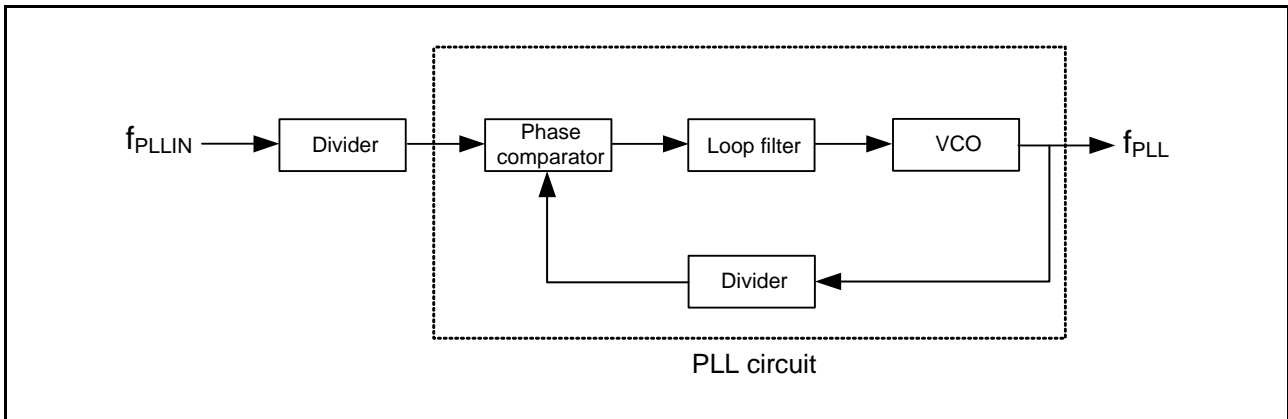 fPLLIN
Divider
Phase
comparator
Loop filter
VCO
fPLL
Divider
PLL circuit